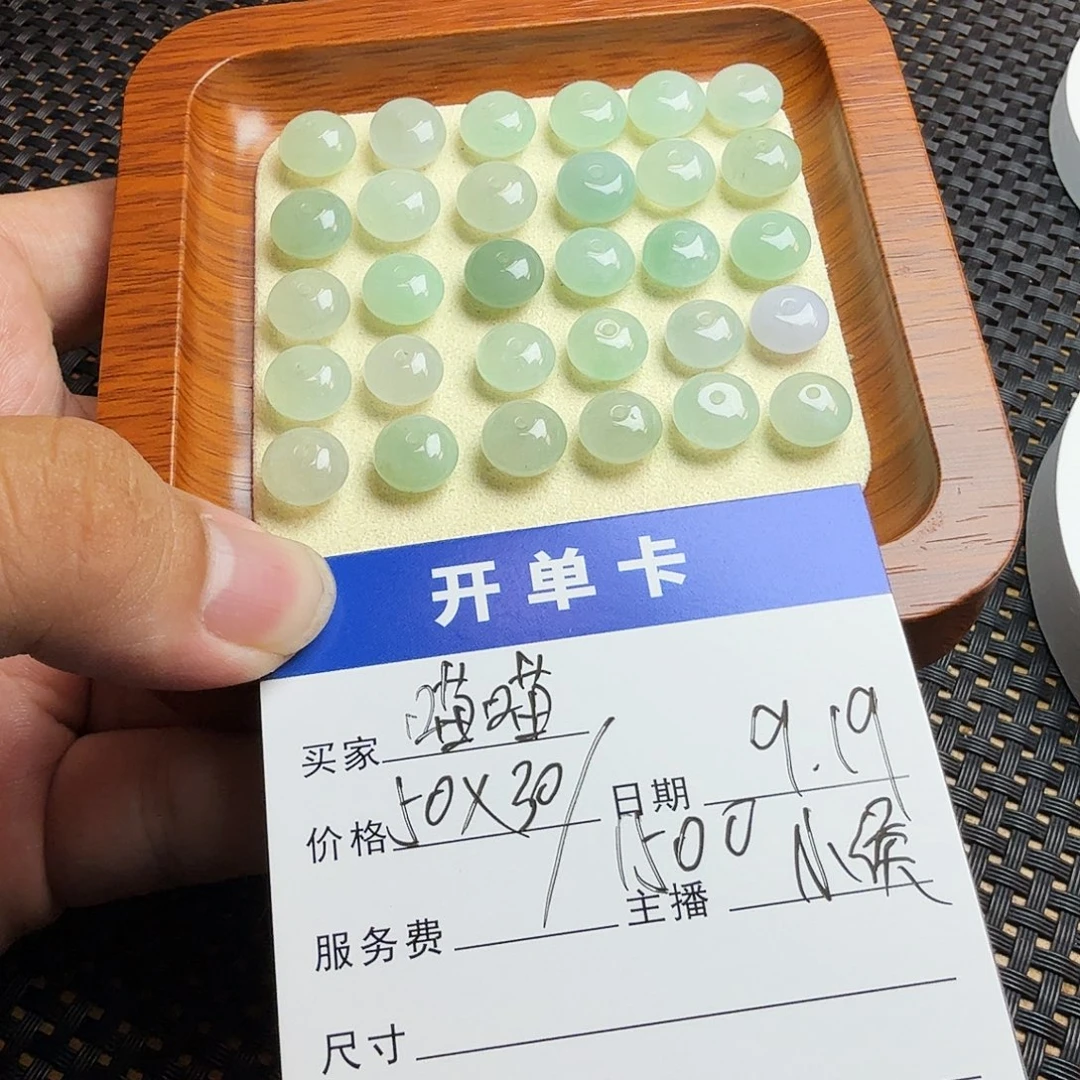 开单卡
买家 喵喵
日期 9.19
价格 50X30/1500
主播 小侯
服务费
尺寸